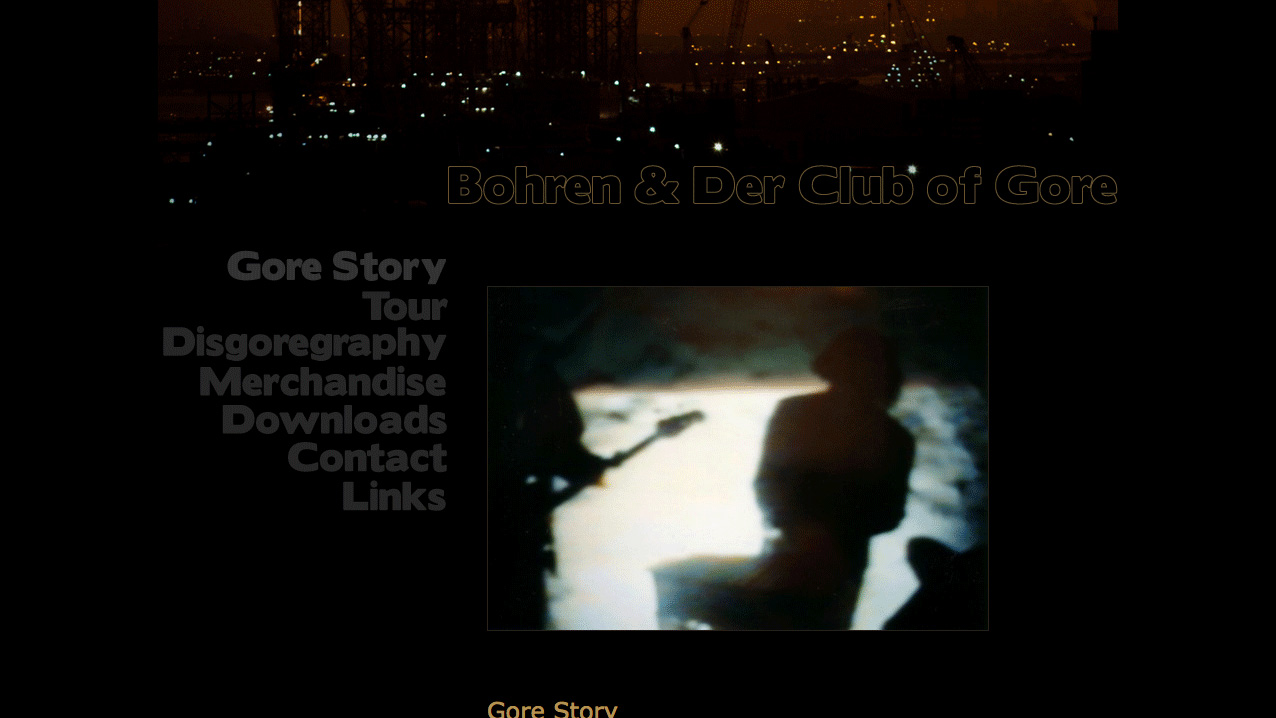 Bohren & Der Club of Gore
Gore Story
Tour
Disgoregraphy
Merchandise
Downloads
Contact
Links
Gore Story